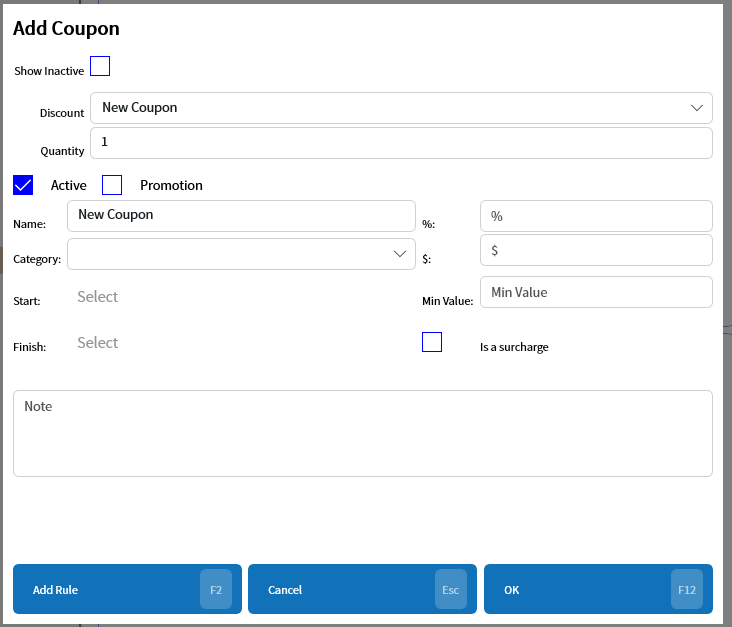 Add Coupon
Show Inactive
Discount New Coupon
Quantity 1
Active Promotion
Name: New Coupon %: %
Category: $: $
Start: Select Min Value: Min Value
Finish: Select Is a surcharge
Note
Add Rule F2 Cancel Esc OK F12